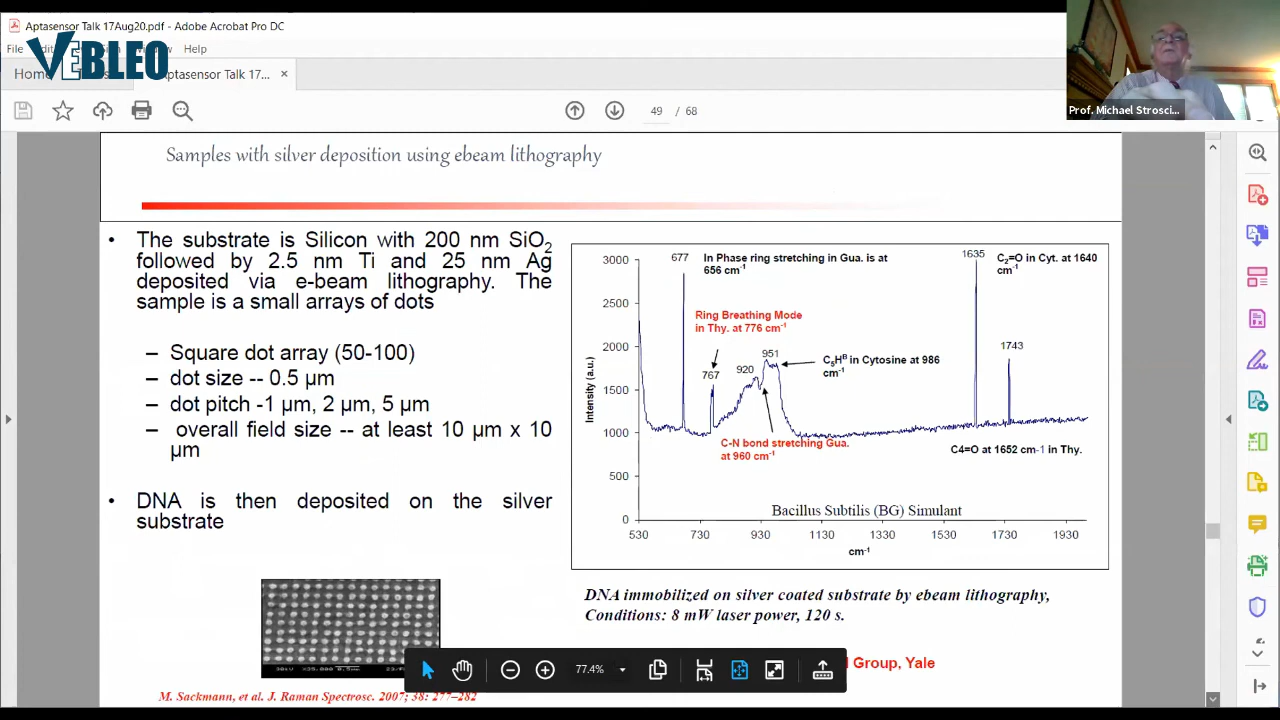 Aptasensor Talk 17Aug20.pdf - Adobe Acrobat Pro DC
File
Help
VEBLEO
Home
Aptasensor Talk 17...
49 / 68
Prof. Michael Strosci...
Samples with silver deposition using ebeam lithography
• The substrate is Silicon with 200 nm SiO2
followed by 2.5 nm Ti and 25 nm Ag
deposited via e-beam lithography. The
sample is a small arrays of dots
– Square dot array (50-100)
– dot size -- 0.5 µm
– dot pitch -1 µm, 2 µm, 5 µm
– overall field size -- at least 10 µm x 10
µm
• DNA is then deposited on the silver
substrate
M. Sackmann, et al. J. Raman Spectrosc. 2007; 38: 277–282
Intensity (a.u.)
3000
2500
2000
1500
1000
500
0
530 730 930 1130 1330 1530 1730 1930
cm-1
677
In Phase ring stretching in Gua. is at
656 cm-1
Ring Breathing Mode
in Thy. at 776 cm-1
767
920
951
C5HB in Cytosine at 986
cm-1
C-N bond stretching Gua.
at 960 cm-1
1635
C2=O in Cyt. at 1640
cm-1
1743
C4=O at 1652 cm-1 in Thy.
Bacillus Subtilis (BG) Simulant
DNA immobilized on silver coated substrate by ebeam lithography,
Conditions: 8 mW laser power, 120 s.
Group, Yale
77.4%